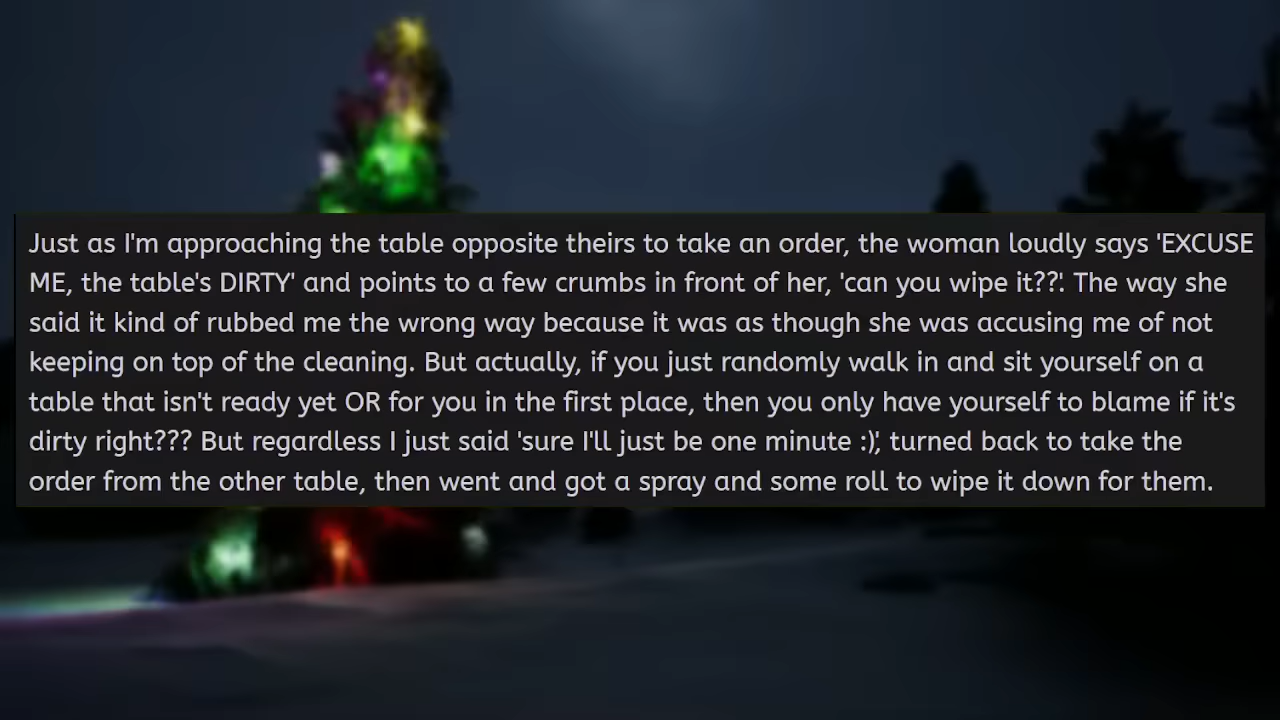 Just as I'm approaching the table opposite theirs to take an order, the woman loudly says 'EXCUSE
ME, the table's DIRTY' and points to a few crumbs in front of her, 'can you wipe it??'. The way she
said it kind of rubbed me the wrong way because it was as though she was accusing me of not
keeping on top of the cleaning. But actually, if you just randomly walk in and sit yourself on a
table that isn't ready yet OR for you in the first place, then you only have yourself to blame if it's
dirty right??? But regardless I just said 'sure I'll just be one minute :)', turned back to take the
order from the other table, then went and got a spray and some roll to wipe it down for them.